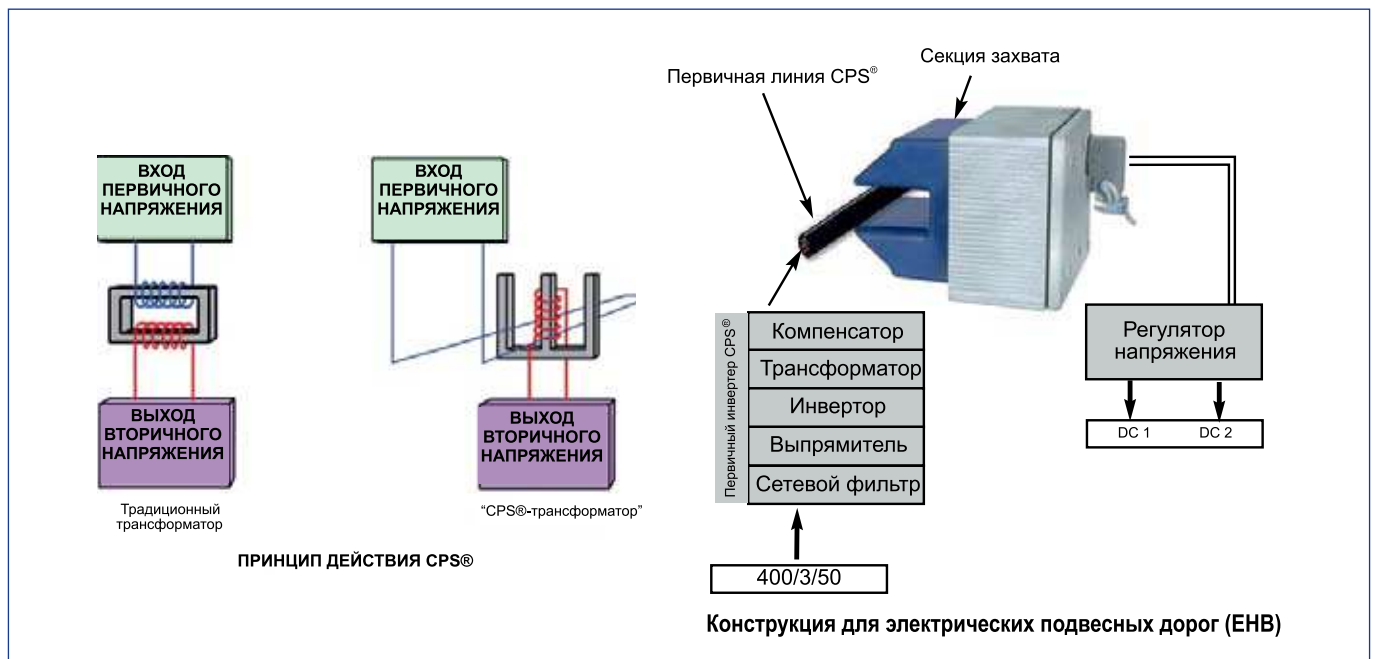 ВХОД
ПЕРВИЧНОГО
НАПРЯЖЕНИЯ
ВЫХОД
ВТОРИЧНОГО
НАПРЯЖЕНИЯ
Традиционный
трансформатор
ВХОД
ПЕРВИЧНОГО
НАПРЯЖЕНИЯ
ВЫХОД
ВТОРИЧНОГО
НАПРЯЖЕНИЯ
“CPS®-трансформатор”
ПРИНЦИП ДЕЙСТВИЯ CPS®
Первичная линия CPS®
Секция захвата
Первичный инвертер CPS®
Компенсатор
Трансформатор
Инвертор
Выпрямитель
Сетевой фильтр
400/3/50
Регулятор
напряжения
DC 1 DC 2
Конструкция для электрических подвесных дорог (EHB)